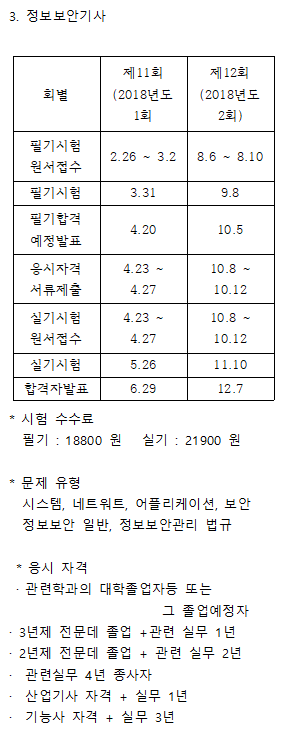 3. 정보보안기사
회별 제11회 (2018년도 1회) 제12회 (2018년도 2회)
필기시험 원서접수 2.26 ~ 3.2 8.6 ~ 8.10
필기시험 3.31 9.8
필기합격 예정발표 4.20 10.5
응시자격 서류제출 4.23 ~ 4.27 10.8 ~ 10.12
실기시험 원서접수 4.23 ~ 4.27 10.8 ~ 10.12
실기시험 5.26 11.10
합격자발표 6.29 12.7
* 시험 수수료
필기 : 18800 원 실기 : 21900 원
* 문제 유형
시스템, 네트워트, 어플리케이션, 보안
정보보안 일반, 정보보안관리 법규
* 응시 자격
· 관련학과의 대학졸업자등 또는
그 졸업예정자
· 3년제 전문데 졸업 +관련 실무 1년
· 2년제 전문데 졸업 + 관련 실무 2년
· 관련실무 4년 종사자
· 산업기사 자격 + 실무 1년
· 기능사 자격 + 실무 3년